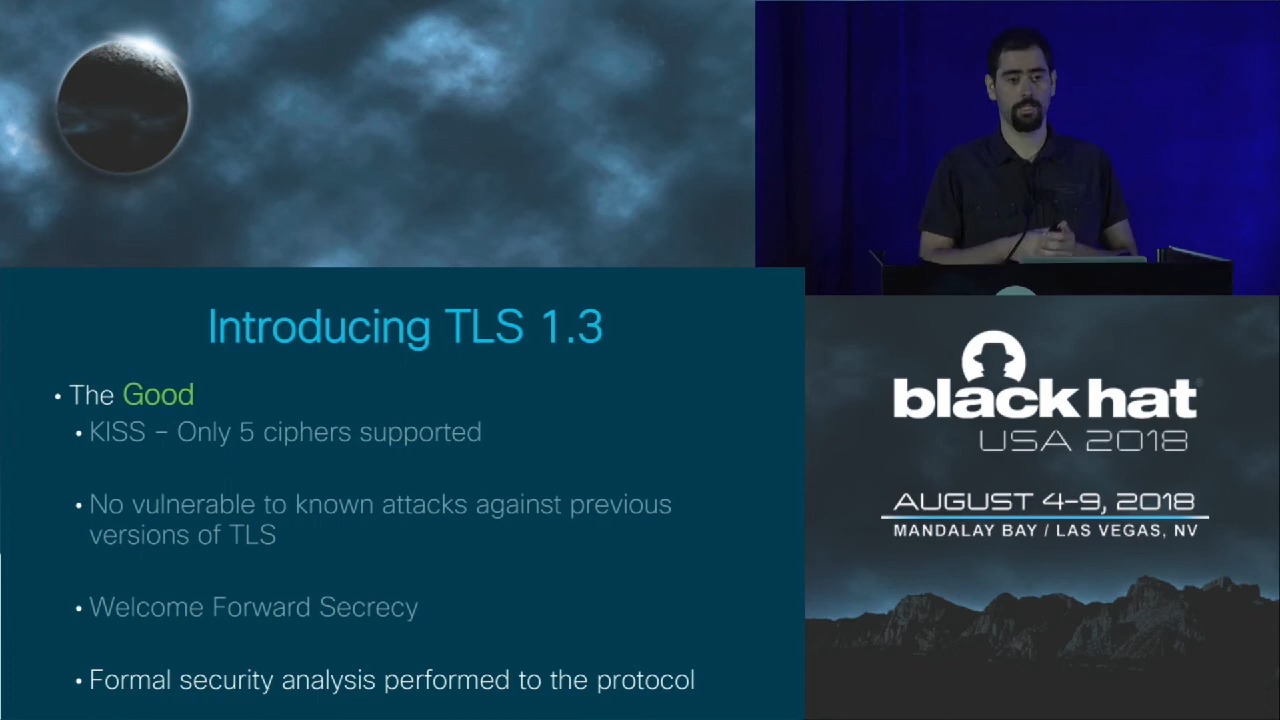 Introducing TLS 1.3
• The Good
• KISS – Only 5 ciphers supported
• No vulnerable to known attacks against previous
versions of TLS
• Welcome Forward Secrecy
• Formal security analysis performed to the protocol
black hat
USA 2018
AUGUST 4-9, 2018
MANDALAY BAY / LAS VEGAS, NV